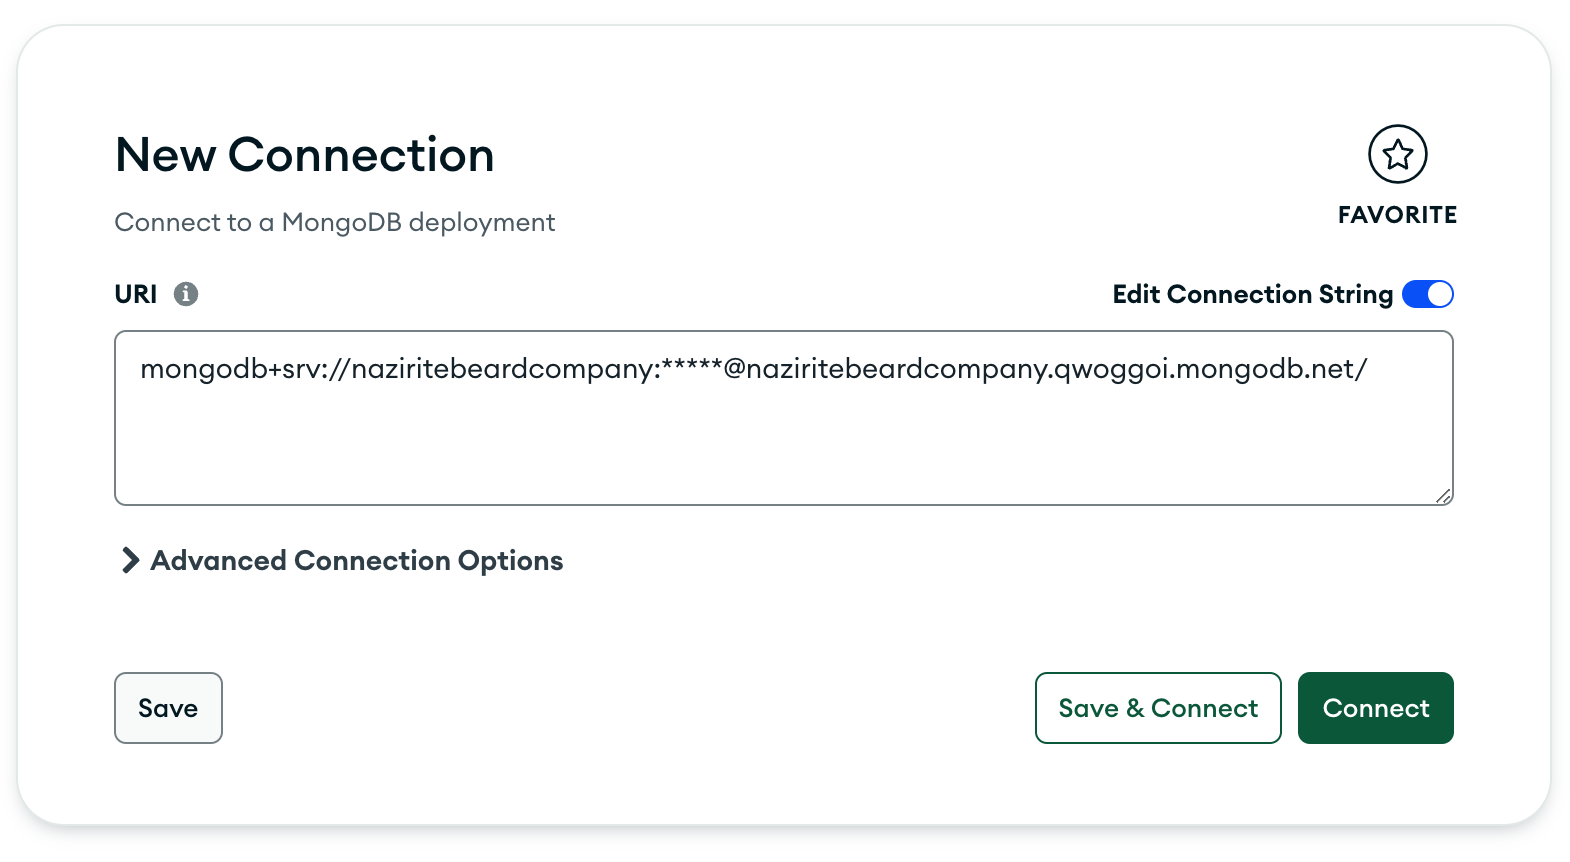 New Connection
FAVORITE
Connect to a MongoDB deployment
URI
Edit Connection String
mongodb+srv://naziritebeardcompany:*****@naziritebeardcompany.qwoggoi.mongodb.net/
Advanced Connection Options
Save
Save & Connect
Connect